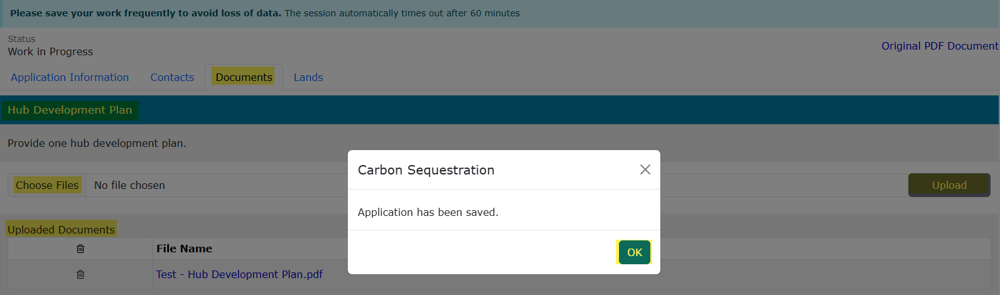 Please save your work frequently to avoid loss of data. The session automatically times out after 60 minutes
Status
Work in Progress
Original PDF Document
Application Information Contacts Documents Lands
Hub Development Plan
Provide one hub development plan.
Choose Files No file chosen
Upload
Carbon Sequestration
Application has been saved.
OK
Uploaded Documents
File Name
Test - Hub Development Plan.pdf